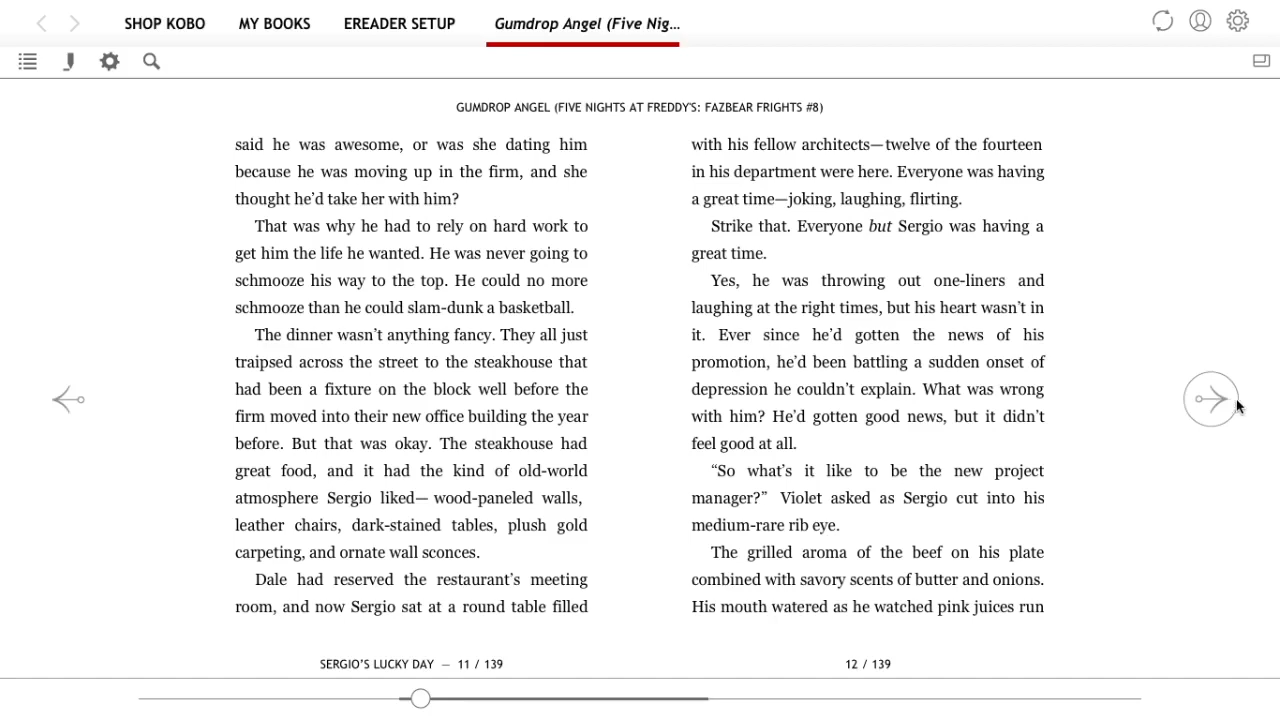 SHOP KOBO MY BOOKS EREADER SETUP Gumdrop Angel (Five Nig...
GUMDROP ANGEL (FIVE NIGHTS AT FREDDY'S: FAZBEAR FRIGHTS #8)
said he was awesome, or was she dating him
because he was moving up in the firm, and she
thought he’d take her with him?
That was why he had to rely on hard work to
get him the life he wanted. He was never going to
schmooze his way to the top. He could no more
schmooze than he could slam-dunk a basketball.
The dinner wasn’t anything fancy. They all just
traipsed across the street to the steakhouse that
had been a fixture on the block well before the
firm moved into their new office building the year
before. But that was okay. The steakhouse had
great food, and it had the kind of old-world
atmosphere Sergio liked— wood-paneled walls,
leather chairs, dark-stained tables, plush gold
carpeting, and ornate wall sconces.
Dale had reserved the restaurant’s meeting
room, and now Sergio sat at a round table filled
with his fellow architects—twelve of the fourteen
in his department were here. Everyone was having
a great time—joking, laughing, flirting.
Strike that. Everyone but Sergio was having a
great time.
Yes, he was throwing out one-liners and
laughing at the right times, but his heart wasn’t in
it. Ever since he’d gotten the news of his
promotion, he’d been battling a sudden onset of
depression he couldn’t explain. What was wrong
with him? He’d gotten good news, but it didn’t
feel good at all.
“So what’s it like to be the new project
manager?” Violet asked as Sergio cut into his
medium-rare rib eye.
The grilled aroma of the beef on his plate
combined with savory scents of butter and onions.
His mouth watered as he watched pink juices run
SERGIO’S LUCKY DAY — 11 / 139
12 / 139